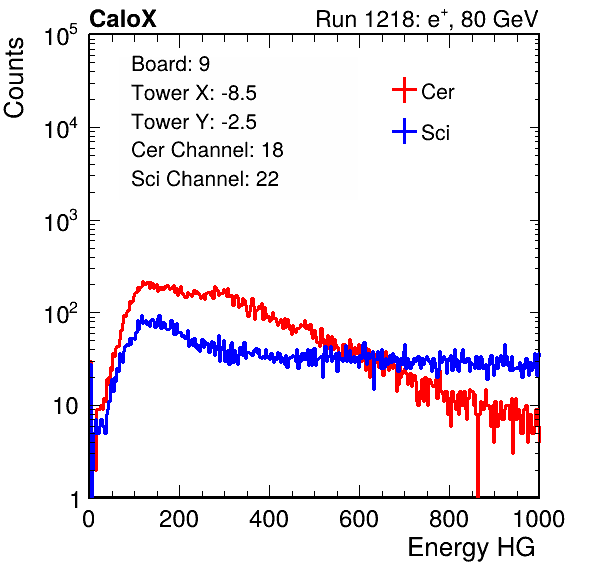 CaloX
Run 1218: e⁺, 80 GeV
Counts
10⁵
10⁴
10³
10²
10
1
Board: 9
Tower X: -8.5
Tower Y: -2.5
Cer Channel: 18
Sci Channel: 22
Cer
Sci
0 200 400 600 800 1000
Energy HG